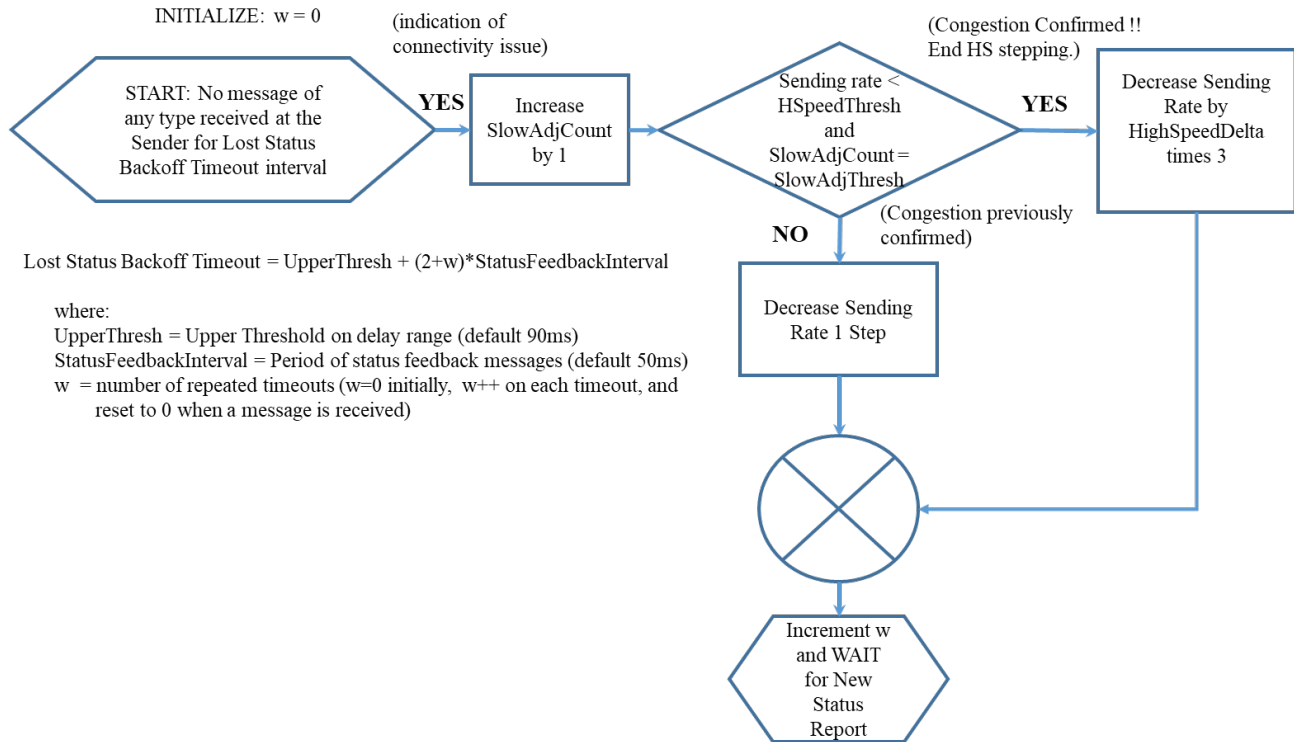 INITIALIZE: w = 0
START: No message of
any type received at the
Sender for Lost Status
Backoff Timeout interval
(indication of
connectivity issue)
YES
Increase
SlowAdjCount
by 1
Sending rate <
HSpeedThresh
and
SlowAdjCount =
SlowAdjThresh
(Congestion Confirmed !!
End HS stepping.)
YES
Decrease Sending
Rate by
HighSpeedDelta
times 3
NO
(Congestion previously
confirmed)
Decrease Sending
Rate 1 Step
Lost Status Backoff Timeout = UpperThresh + (2+w)*StatusFeedbackInterval
where:
UpperThresh = Upper Threshold on delay range (default 90ms)
StatusFeedbackInterval = Period of status feedback messages (default 50ms)
w = number of repeated timeouts (w=0 initially, w++ on each timeout, and
reset to 0 when a message is received)
Increment w
and WAIT
for New
Status
Report